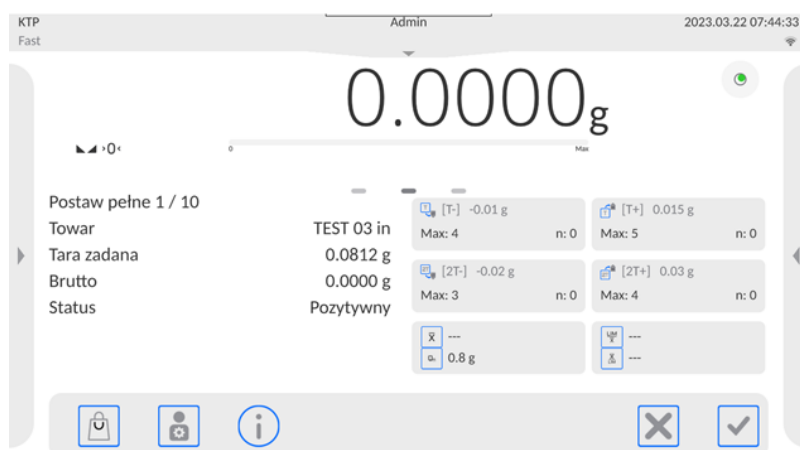 KTP Admin 2023.03.22 07:44:33
Fast
0.0000g
›0‹ 0 Max
Postaw pełne 1 / 10
Towar TEST 03 in
Tara zadana 0.0812 g
Brutto 0.0000 g
Status Pozytywny
[T-] -0.01 g
Max: 4 n: 0
[T+] 0.015 g
Max: 5 n: 0
[2T-] -0.02 g
Max: 3 n: 0
[2T+] 0.03 g
Max: 4 n: 0
x̄ ---
0.8 g
---
---